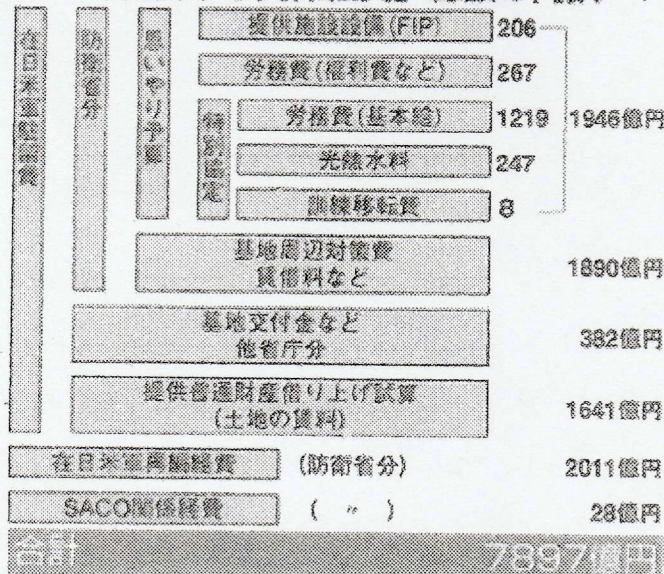 在日米軍駐留費
防衛省分
思いやり予算
提供施設設備(FIP) 206
労務費(福利費など) 267
特別協定
労務費(基本給) 1219
光熱水料 247
訓練移転費 8
1946億円
基地周辺対策費
賃借料など
1890億円
基地交付金など
他省庁分
382億円
提供普通財産借り上げ試算
(土地の賃料)
1641億円
在日米軍再編経費 (防衛省分) 2011億円
SACO関係経費 ( 〃 ) 28億円
合計 7897億円